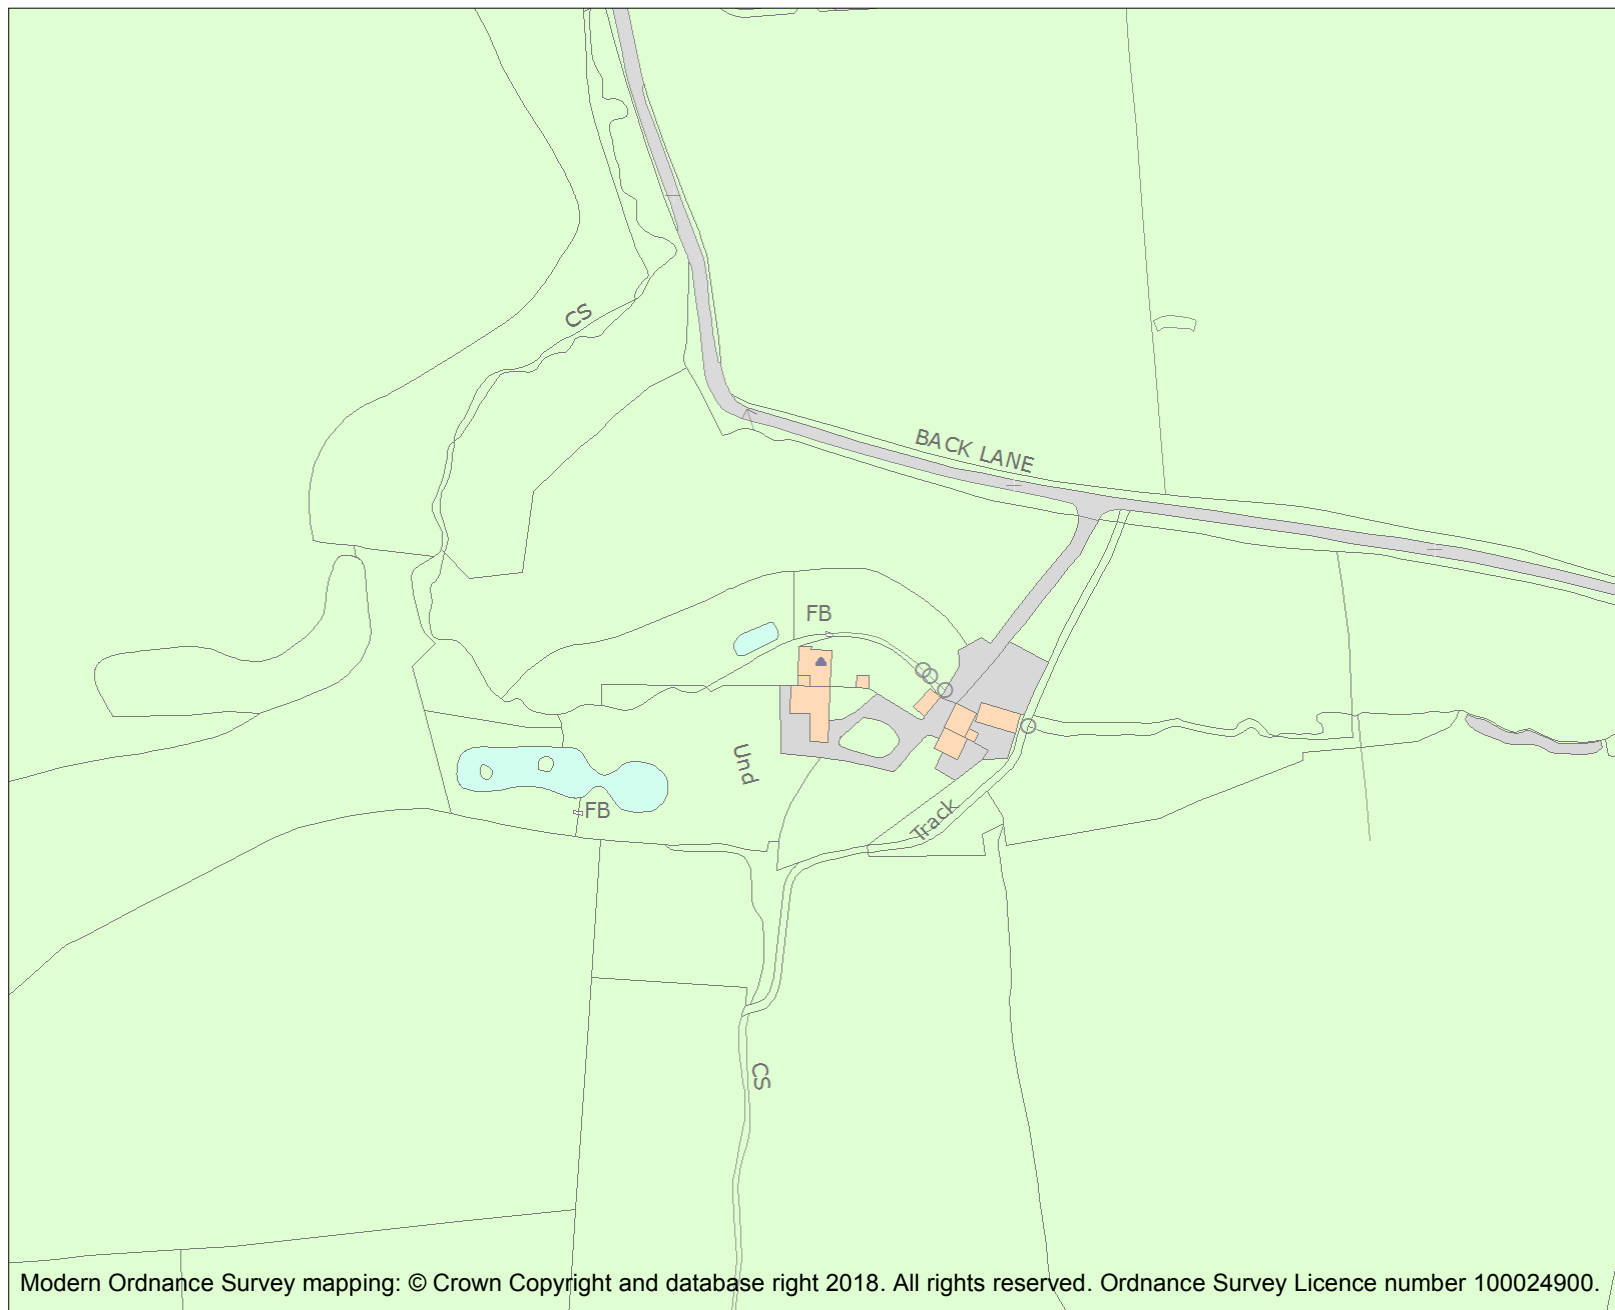 CS
BACK LANE
FB
Und
FB
Track
CS
Modern Ordnance Survey mapping: © Crown Copyright and database right 2018. All rights reserved. Ordnance Survey Licence number 100024900.